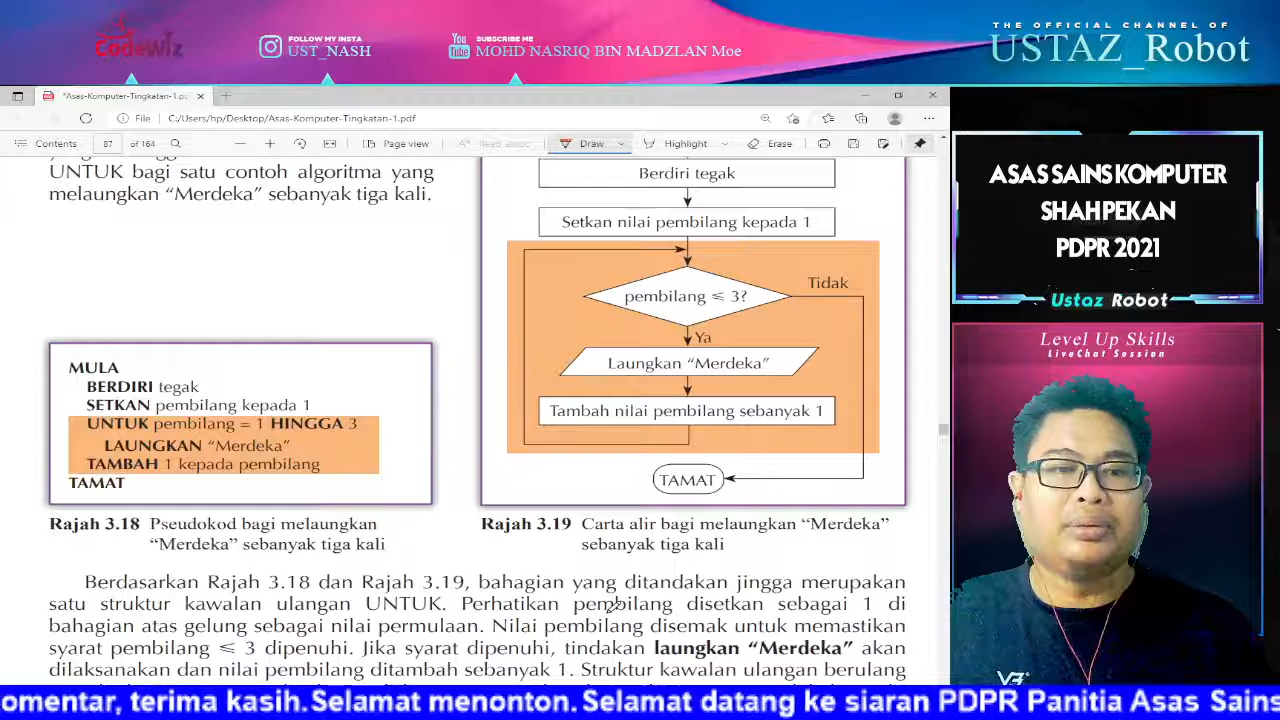 CodeWiz
FOLLOW MY INSTA
UST_NASH
You Tube
SUBSCRIBE ME
MOHD NASRIQ BIN MADZLAN Moe
THE OFFICIAL CHANNEL OF
USTAZ_Robot
*Asas-Komputer-Tingkatan-1.pdf
File C:/Users/hp/Desktop/Asas-Komputer-Tingkatan-1.pdf
Contents 87 of 164 Page view Read aloud Draw Highlight Erase
UNTUK bagi satu contoh algoritma yang
melaungkan “Merdeka” sebanyak tiga kali.
MULA
BERDIRI tegak
SETKAN pembilang kepada 1
UNTUK pembilang = 1 HINGGA 3
LAUNGKAN “Merdeka”
TAMBAH 1 kepada pembilang
TAMAT
Rajah 3.18 Pseudokod bagi melaungkan
“Merdeka” sebanyak tiga kali
Berdiri tegak
Setkan nilai pembilang kepada 1
Tidak
pembilang ⩽ 3?
Ya
Laungkan “Merdeka”
Tambah nilai pembilang sebanyak 1
TAMAT
Rajah 3.19 Carta alir bagi melaungkan “Merdeka”
sebanyak tiga kali
Berdasarkan Rajah 3.18 dan Rajah 3.19, bahagian yang ditandakan jingga merupakan
satu struktur kawalan ulangan UNTUK. Perhatikan pembilang disetkan sebagai 1 di
bahagian atas gelung sebagai nilai permulaan. Nilai pembilang disemak untuk memastikan
syarat pembilang ⩽ 3 dipenuhi. Jika syarat dipenuhi, tindakan laungkan “Merdeka” akan
dilaksanakan dan nilai pembilang ditambah sebanyak 1. Struktur kawalan ulangan berulang
ASAS SAINS KOMPUTER
SHAH PEKAN
PDPR 2021
Ustaz Robot
Level Up Skills
LiveChat Session
omentar, terima kasih. Selamat menonton. Selamat datang ke siaran PDPR Panitia Asas Sains